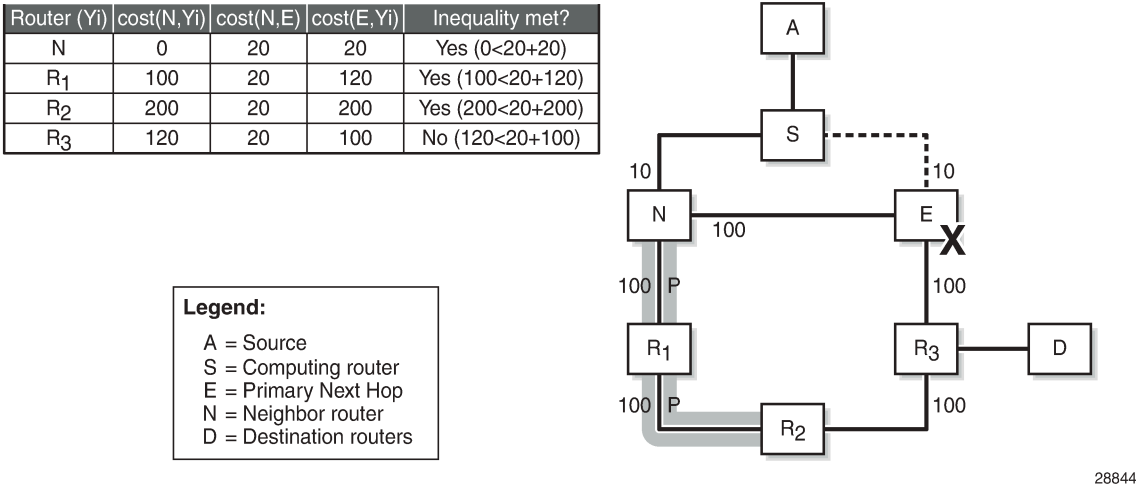 Router (Yi) cost(N,Yi) cost(N,E) cost(E,Yi) Inequality met?
N 0 20 20 Yes (0<20+20)
R1 100 20 120 Yes (100<20+120)
R2 200 20 200 Yes (200<20+200)
R3 120 20 100 No (120<20+100)
A
S
10 10
N E
100 X
100 P 100
Legend:
A = Source
S = Computing router
E = Primary Next Hop
N = Neighbor router
D = Destination routers
R1 R3 D
100 P 100
R2
28844